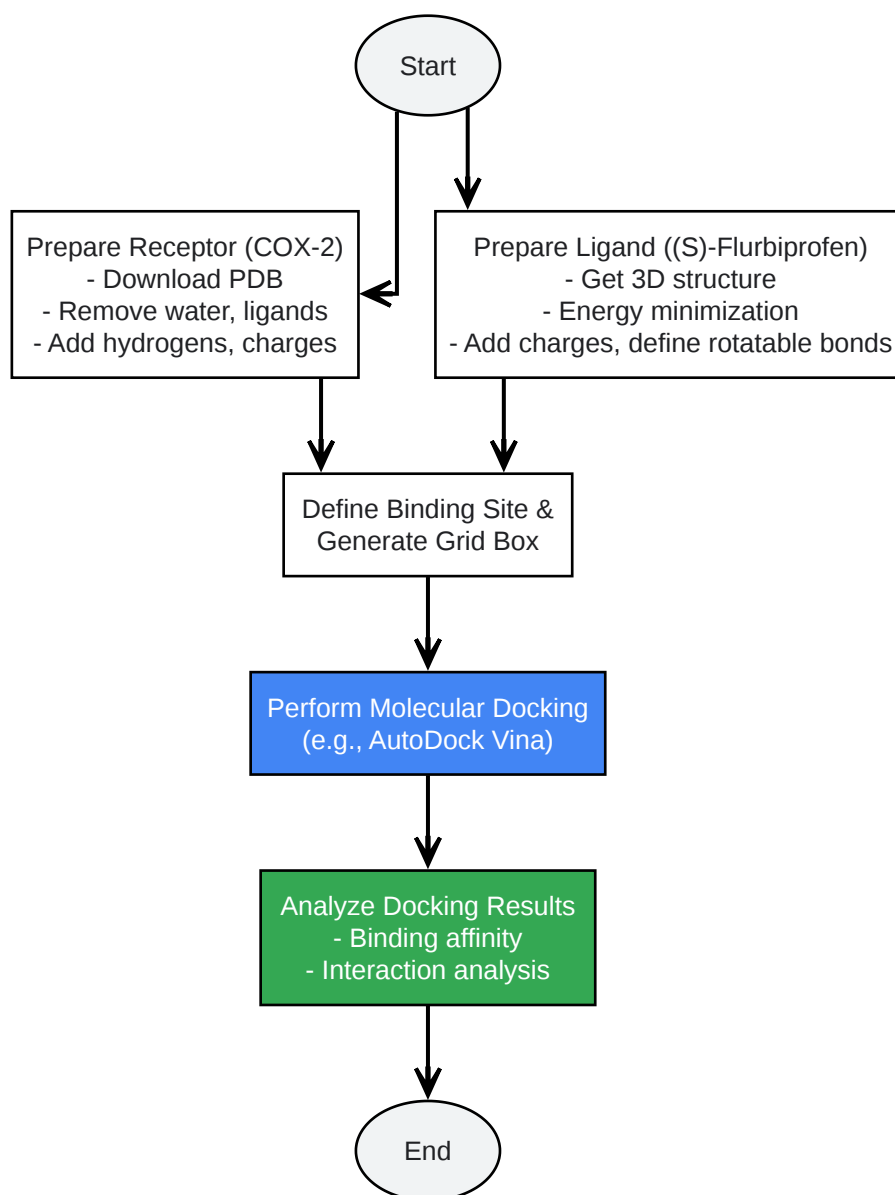 Start
Prepare Receptor (COX-2)
- Download PDB
- Remove water, ligands
- Add hydrogens, charges
Prepare Ligand ((S)-Flurbiprofen)
- Get 3D structure
- Energy minimization
- Add charges, define rotatable bonds
Define Binding Site &
Generate Grid Box
Perform Molecular Docking
(e.g., AutoDock Vina)
Analyze Docking Results
- Binding affinity
- Interaction analysis
End